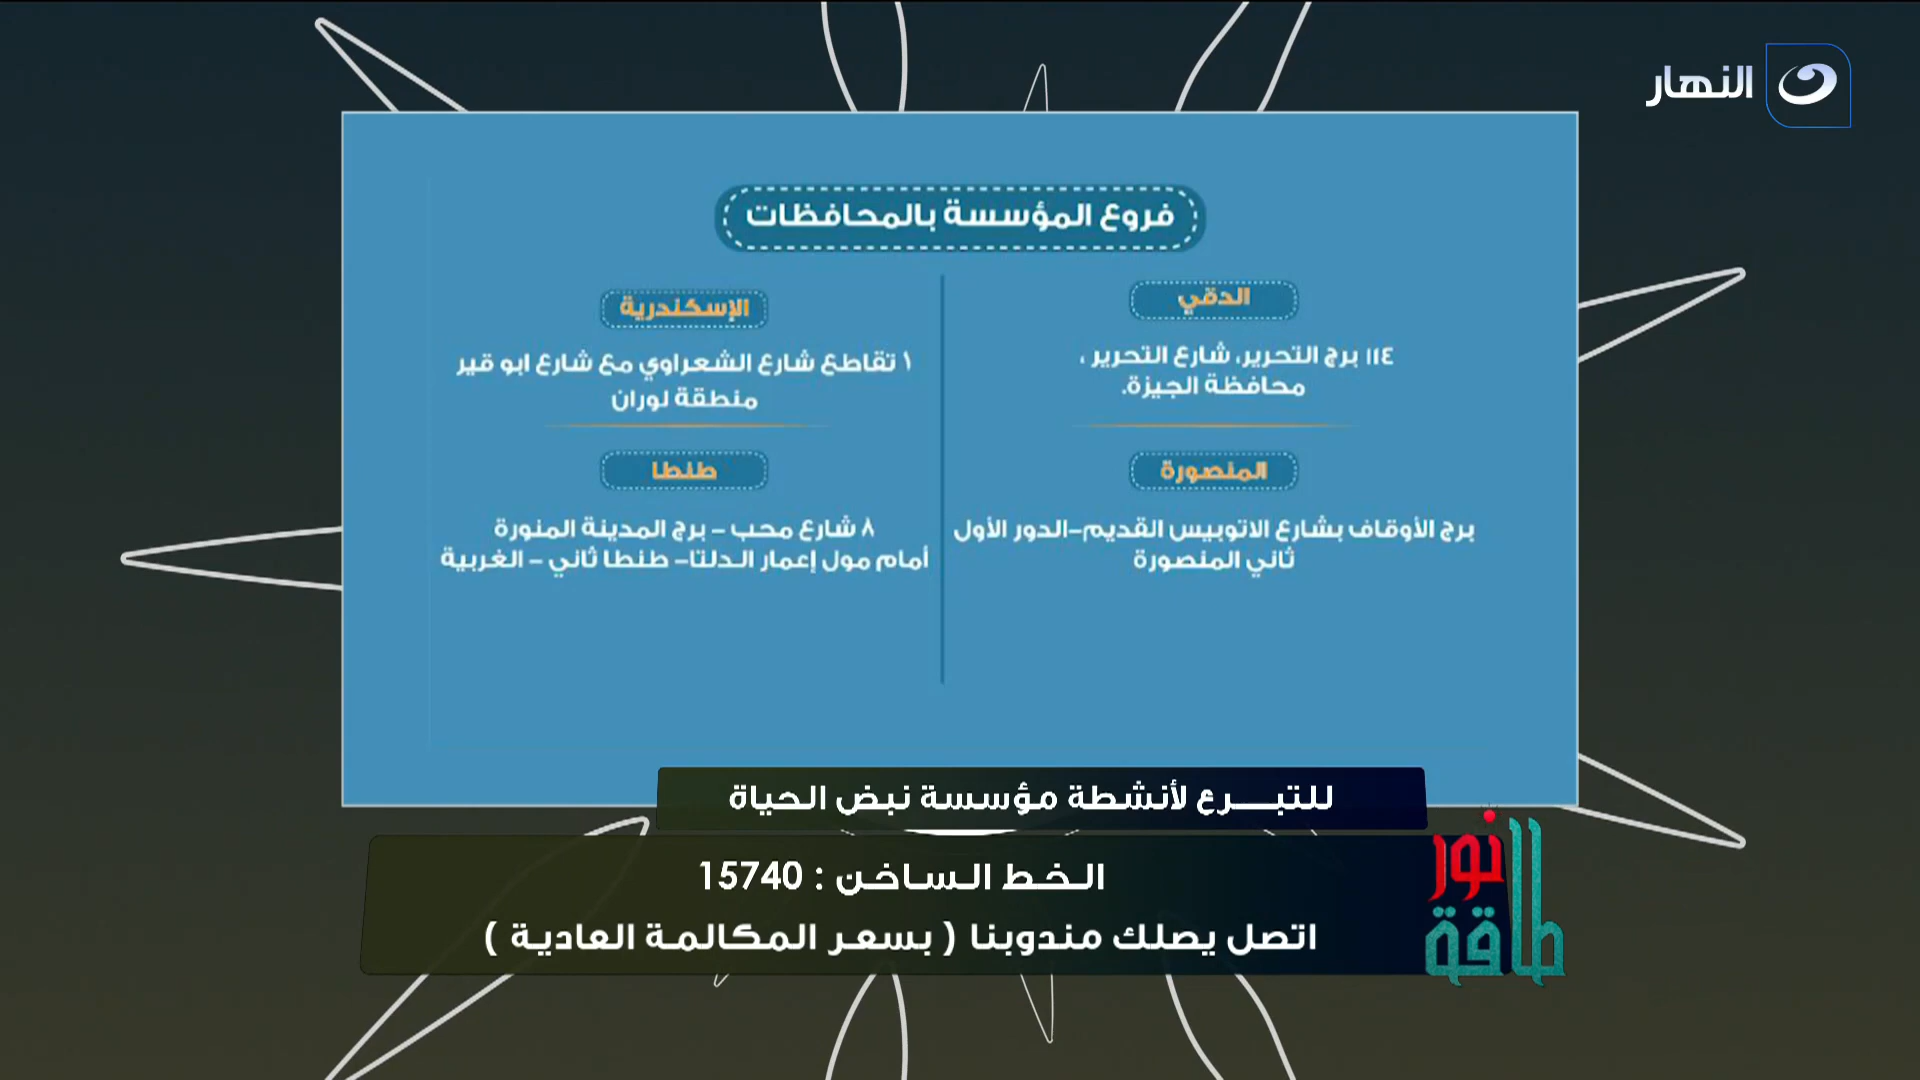 النهار
فروع المؤسسة بالمحافظات
الدقي
١١٤ برج التحرير، شارع التحرير ،
محافظة الجيزة.
الإسكندرية
١ تقاطع شارع الشعراوي مع شارع ابو قير
منطقة لوران
المنصورة
برج الأوقاف بشارع الاتوبيس القديم-الدور الأول
ثاني المنصورة
طنطا
٨ شارع محب - برج المدينة المنورة
أمام مول إعمار الدلتا- طنطا ثاني - الغربية
للتبـــرع لأنشطة مؤسسة نبض الحياة
الخط الساخن : 15740
اتصل يصلك مندوبنا ( بسعر المكالمة العادية )
طاقة نور